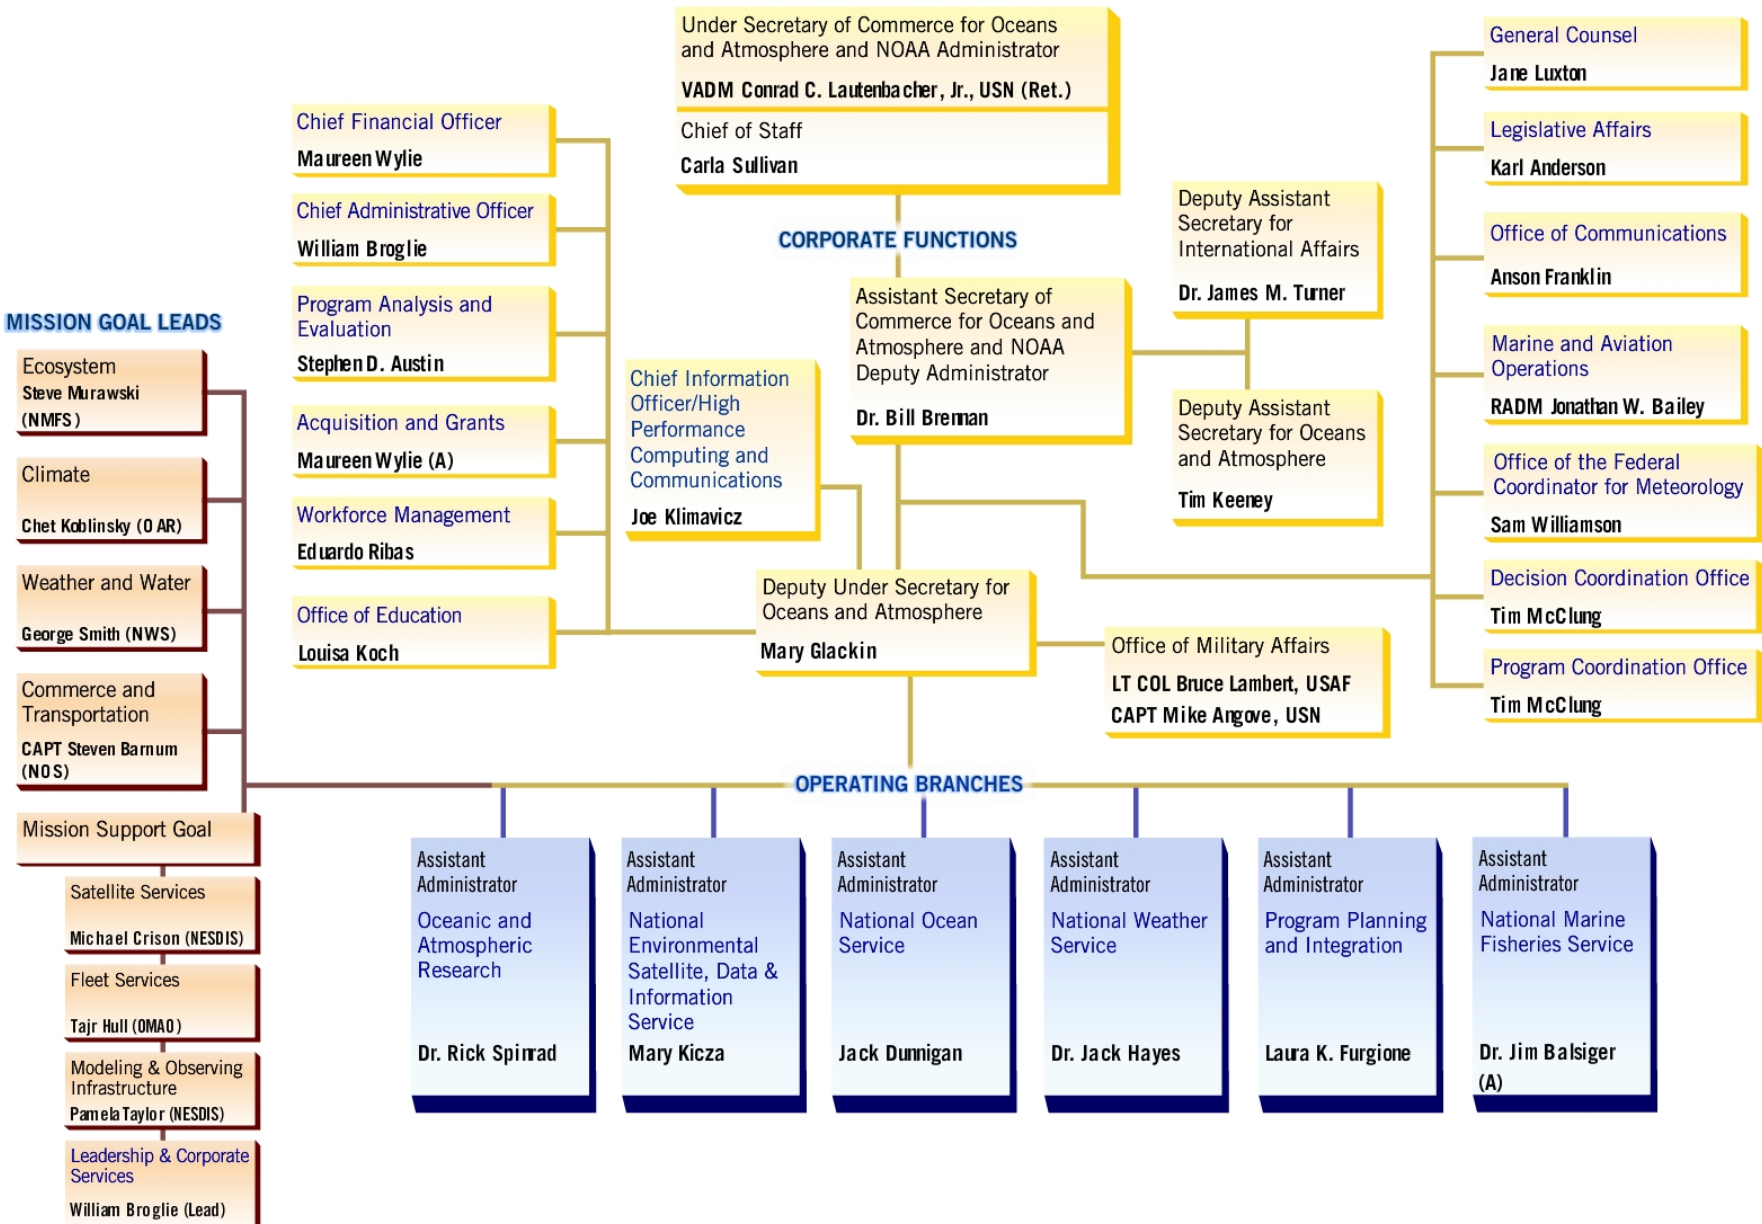 Under Secretary of Commerce for Oceans
and Atmosphere and NOAA Administrator
VADM Conrad C. Lautenbacher, Jr., USN (Ret.)
Chief of Staff
Carla Sullivan
CORPORATE FUNCTIONS
Chief Financial Officer
Maureen Wylie
Chief Administrative Officer
William Broglie
Program Analysis and
Evaluation
Stephen D. Austin
Acquisition and Grants
Maureen Wylie (A)
Workforce Management
Eduardo Ribas
Office of Education
Louisa Koch
Chief Information
Officer/High
Performance
Computing and
Communications
Joe Klimavicz
Assistant Secretary of
Commerce for Oceans and
Atmosphere and NOAA
Deputy Administrator
Dr. Bill Brennan
Deputy Assistant
Secretary for
International Affairs
Dr. James M. Turner
Deputy Assistant
Secretary for Oceans
and Atmosphere
Tim Keeney
General Counsel
Jane Luxton
Legislative Affairs
Karl Anderson
Office of Communications
Anson Franklin
Marine and Aviation
Operations
RADM Jonathan W. Bailey
Office of the Federal
Coordinator for Meteorology
Sam Williamson
Decision Coordination Office
Tim McClung
Program Coordination Office
Tim McClung
Deputy Under Secretary for
Oceans and Atmosphere
Mary Glackin
Office of Military Affairs
LT COL Bruce Lambert, USAF
CAPT Mike Angove, USN
MISSION GOAL LEADS
Ecosystem
Steve Murawski
(NMFS)
Climate
Chet Koblinsky (OAR)
Weather and Water
George Smith (NWS)
Commerce and
Transportation
CAPT Steven Barnum
(NOS)
Mission Support Goal
Satellite Services
Michael Crison (NESDIS)
Fleet Services
Tajr Hull (OMAO)
Modeling & Observing
Infrastructure
Pamela Taylor (NESDIS)
Leadership & Corporate
Services
William Broglie (Lead)
OPERATING BRANCHES
Assistant
Administrator
Oceanic and
Atmospheric
Research
Dr. Rick Spinrad
Assistant
Administrator
National
Environmental
Satellite, Data &
Information
Service
Mary Kicza
Assistant
Administrator
National Ocean
Service
Jack Dunnigan
Assistant
Administrator
National Weather
Service
Dr. Jack Hayes
Assistant
Administrator
Program Planning
and Integration
Laura K. Furgione
Assistant
Administrator
National Marine
Fisheries Service
Dr. Jim Balsiger
(A)